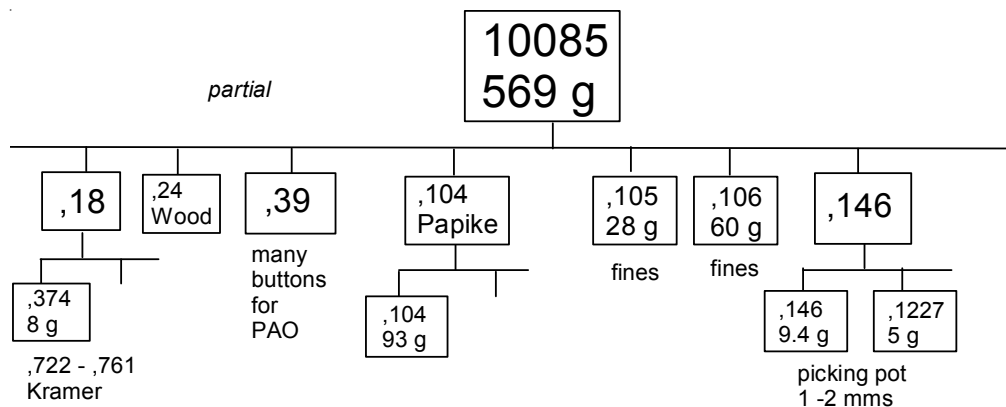 10085
569 g
partial
,18
,24
Wood
,39
,104
Papike
,105
28 g
,106
60 g
,146
many
buttons
for
PAO
fines
fines
,374
8 g
,104
93 g
,146
9.4 g
,1227
5 g
,722 - ,761
Kramer
picking pot
1 -2 mms